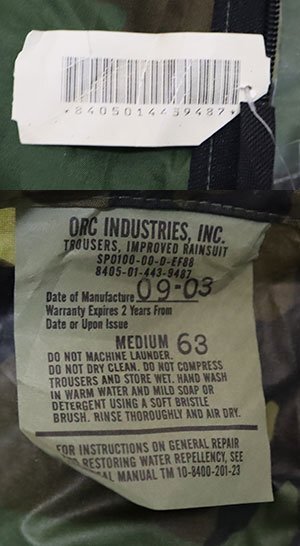 *8405014439487*
ORC INDUSTRIES, INC.
TROUSERS, IMPROVED RAINSUIT
SPO100-00-D-EF88
8405-01-443-9487
Date of Manufacture 09-03
Warranty Expires 2 Years From
Date or Upon Issue
MEDIUM 63
DO NOT MACHINE LAUNDER.
DO NOT DRY CLEAN. DO NOT COMPRESS
TROUSERS AND STORE WET. HAND WASH
IN WARM WATER AND MILD SOAP OR
DETERGENT USING A SOFT BRISTLE
BRUSH. RINSE THOROUGHLY AND AIR DRY.
FOR INSTRUCTIONS ON GENERAL REPAIR
RESTORING WATER REPELLENCY, SEE
MANUAL TM 10-8400-201-23